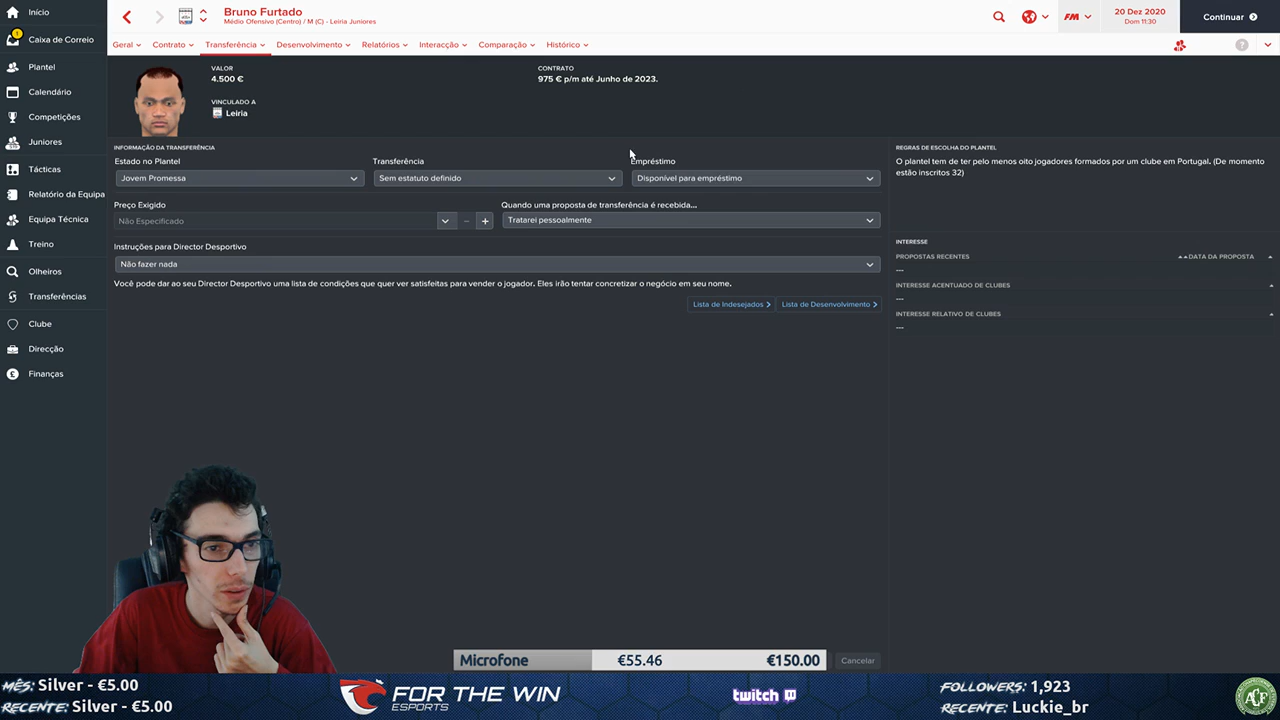 Início
Caixa de Correio
1
Plantel
Calendário
Competições
Juniores
Tácticas
Relatório da Equipa
Equipa Técnica
Treino
Olheiros
Transferências
Clube
Direcção
Finanças
Bruno Furtado
Médio Ofensivo (Centro) / M (C) - Leiria Juniores
FM
20 Dez 2020
Dom 11:30
Continuar
Geral
Contrato
Transferência
Desenvolvimento
Relatórios
Interacção
Comparação
Histórico
?
VALOR
4.500 €
VINCULADO A
Leiria
CONTRATO
975 € p/m até Junho de 2023.
INFORMAÇÃO DA TRANSFERÊNCIA
Estado no Plantel
Transferência
Empréstimo
Jovem Promessa
Sem estatuto definido
Disponível para empréstimo
Preço Exigido
Quando uma proposta de transferência é recebida...
Não Especificado
Tratarei pessoalmente
Instruções para Director Desportivo
Não fazer nada
Você pode dar ao seu Director Desportivo uma lista de condições que quer ver satisfeitas para vender o jogador. Eles irão tentar concretizar o negócio em seu nome.
Lista de Indesejados
Lista de Desenvolvimento
REGRAS DE ESCOLHA DO PLANTEL
O plantel tem de ter pelo menos oito jogadores formados por um clube em Portugal. (De momento
estão inscritos 32)
INTERESSE
PROPOSTAS RECENTES
DATA DA PROPOSTA
---
INTERESSE ACENTUADO DE CLUBES
---
INTERESSE RELATIVO DE CLUBES
---
Microfone
€55.46
€150.00
Cancelar
MÊS: Silver - €5.00
RECENTE: Silver - €5.00
FOR THE WIN
ESPORTS
twitch
FOLLOWERS: 1,923
RECENTE: Luckie_br
ACF